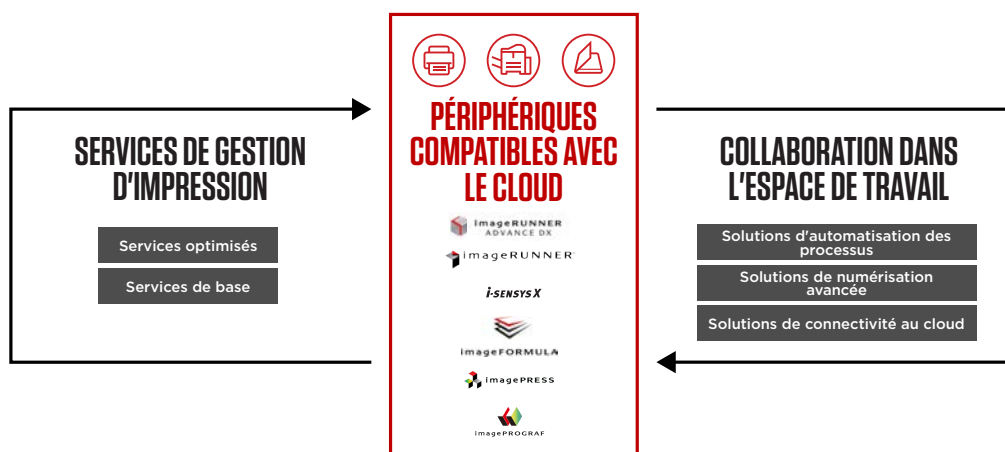 SERVICES DE GESTION
D'IMPRESSION
Services optimisés
Services de base
PÉRIPHÉRIQUES
COMPATIBLES AVEC
LE CLOUD
imageRUNNER
ADVANCE DX
imageRUNNER
i-SENSYS X
imageFORMULA
imagePRESS
imagePROGRAF
COLLABORATION DANS
L'ESPACE DE TRAVAIL
Solutions d'automatisation des
processus
Solutions de numérisation
avancée
Solutions de connectivité au cloud